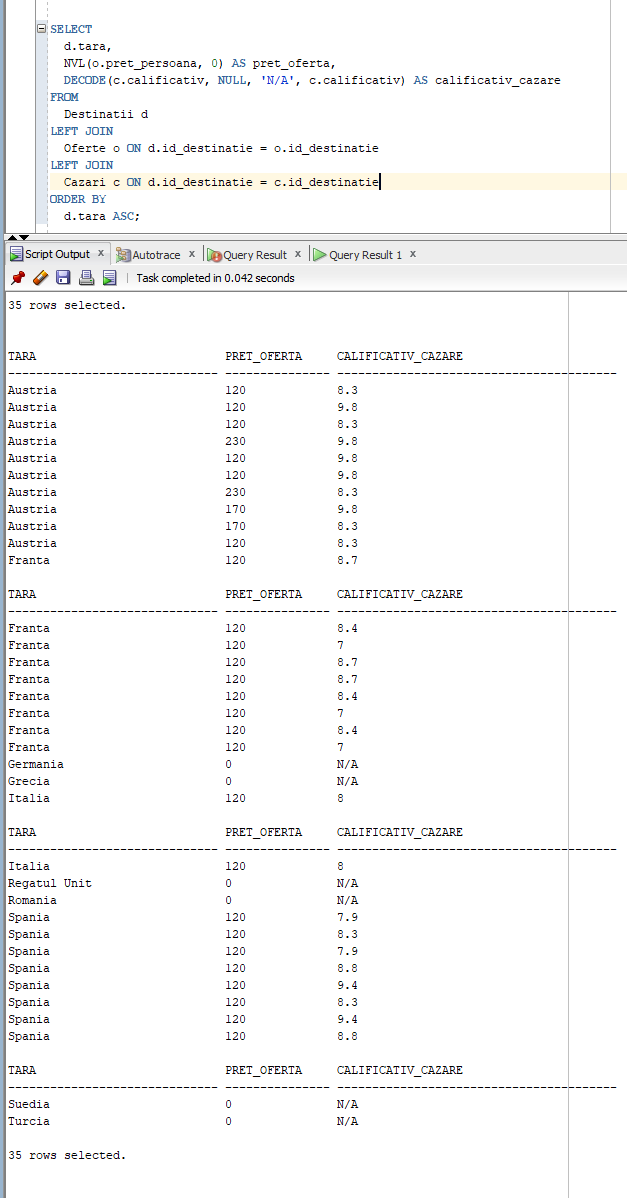 SELECT
d.tara,
NVL(o.pret_persoana, 0) AS pret_oferta,
DECODE(c.calificativ, NULL, 'N/A', c.calificativ) AS calificativ_cazare
FROM
Destinatii d
LEFT JOIN
Oferte o ON d.id_destinatie = o.id_destinatie
LEFT JOIN
Cazari c ON d.id_destinatie = c.id_destinatie
ORDER BY
d.tara ASC;
Script Output x Autotrace x Query Result x Query Result 1 x
Task completed in 0.042 seconds
35 rows selected.
TARA PRET_OFERTA CALIFICATIV_CAZARE
------------------------------ --------------- ----------------------------------------
Austria 120 8.3
Austria 120 9.8
Austria 120 8.3
Austria 230 9.8
Austria 120 9.8
Austria 120 9.8
Austria 230 8.3
Austria 170 9.8
Austria 170 8.3
Austria 120 8.3
Franta 120 8.7
TARA PRET_OFERTA CALIFICATIV_CAZARE
------------------------------ --------------- ----------------------------------------
Franta 120 8.4
Franta 120 7
Franta 120 8.7
Franta 120 8.7
Franta 120 8.4
Franta 120 7
Franta 120 8.4
Franta 120 7
Germania 0 N/A
Grecia 0 N/A
Italia 120 8
TARA PRET_OFERTA CALIFICATIV_CAZARE
------------------------------ --------------- ----------------------------------------
Italia 120 8
Regatul Unit 0 N/A
Romania 0 N/A
Spania 120 7.9
Spania 120 8.3
Spania 120 7.9
Spania 120 8.8
Spania 120 9.4
Spania 120 8.3
Spania 120 9.4
Spania 120 8.8
TARA PRET_OFERTA CALIFICATIV_CAZARE
------------------------------ --------------- ----------------------------------------
Suedia 0 N/A
Turcia 0 N/A
35 rows selected.